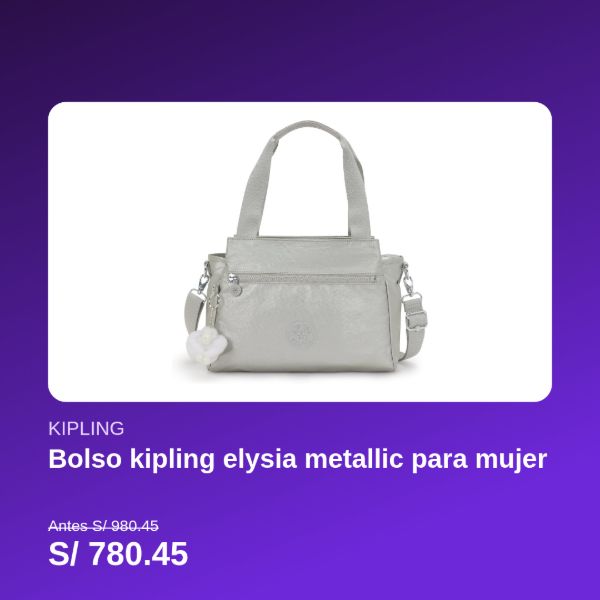 KIPLING
Bolso kipling elysia metallic para mujer
Antes S/ 980.45
S/ 780.45